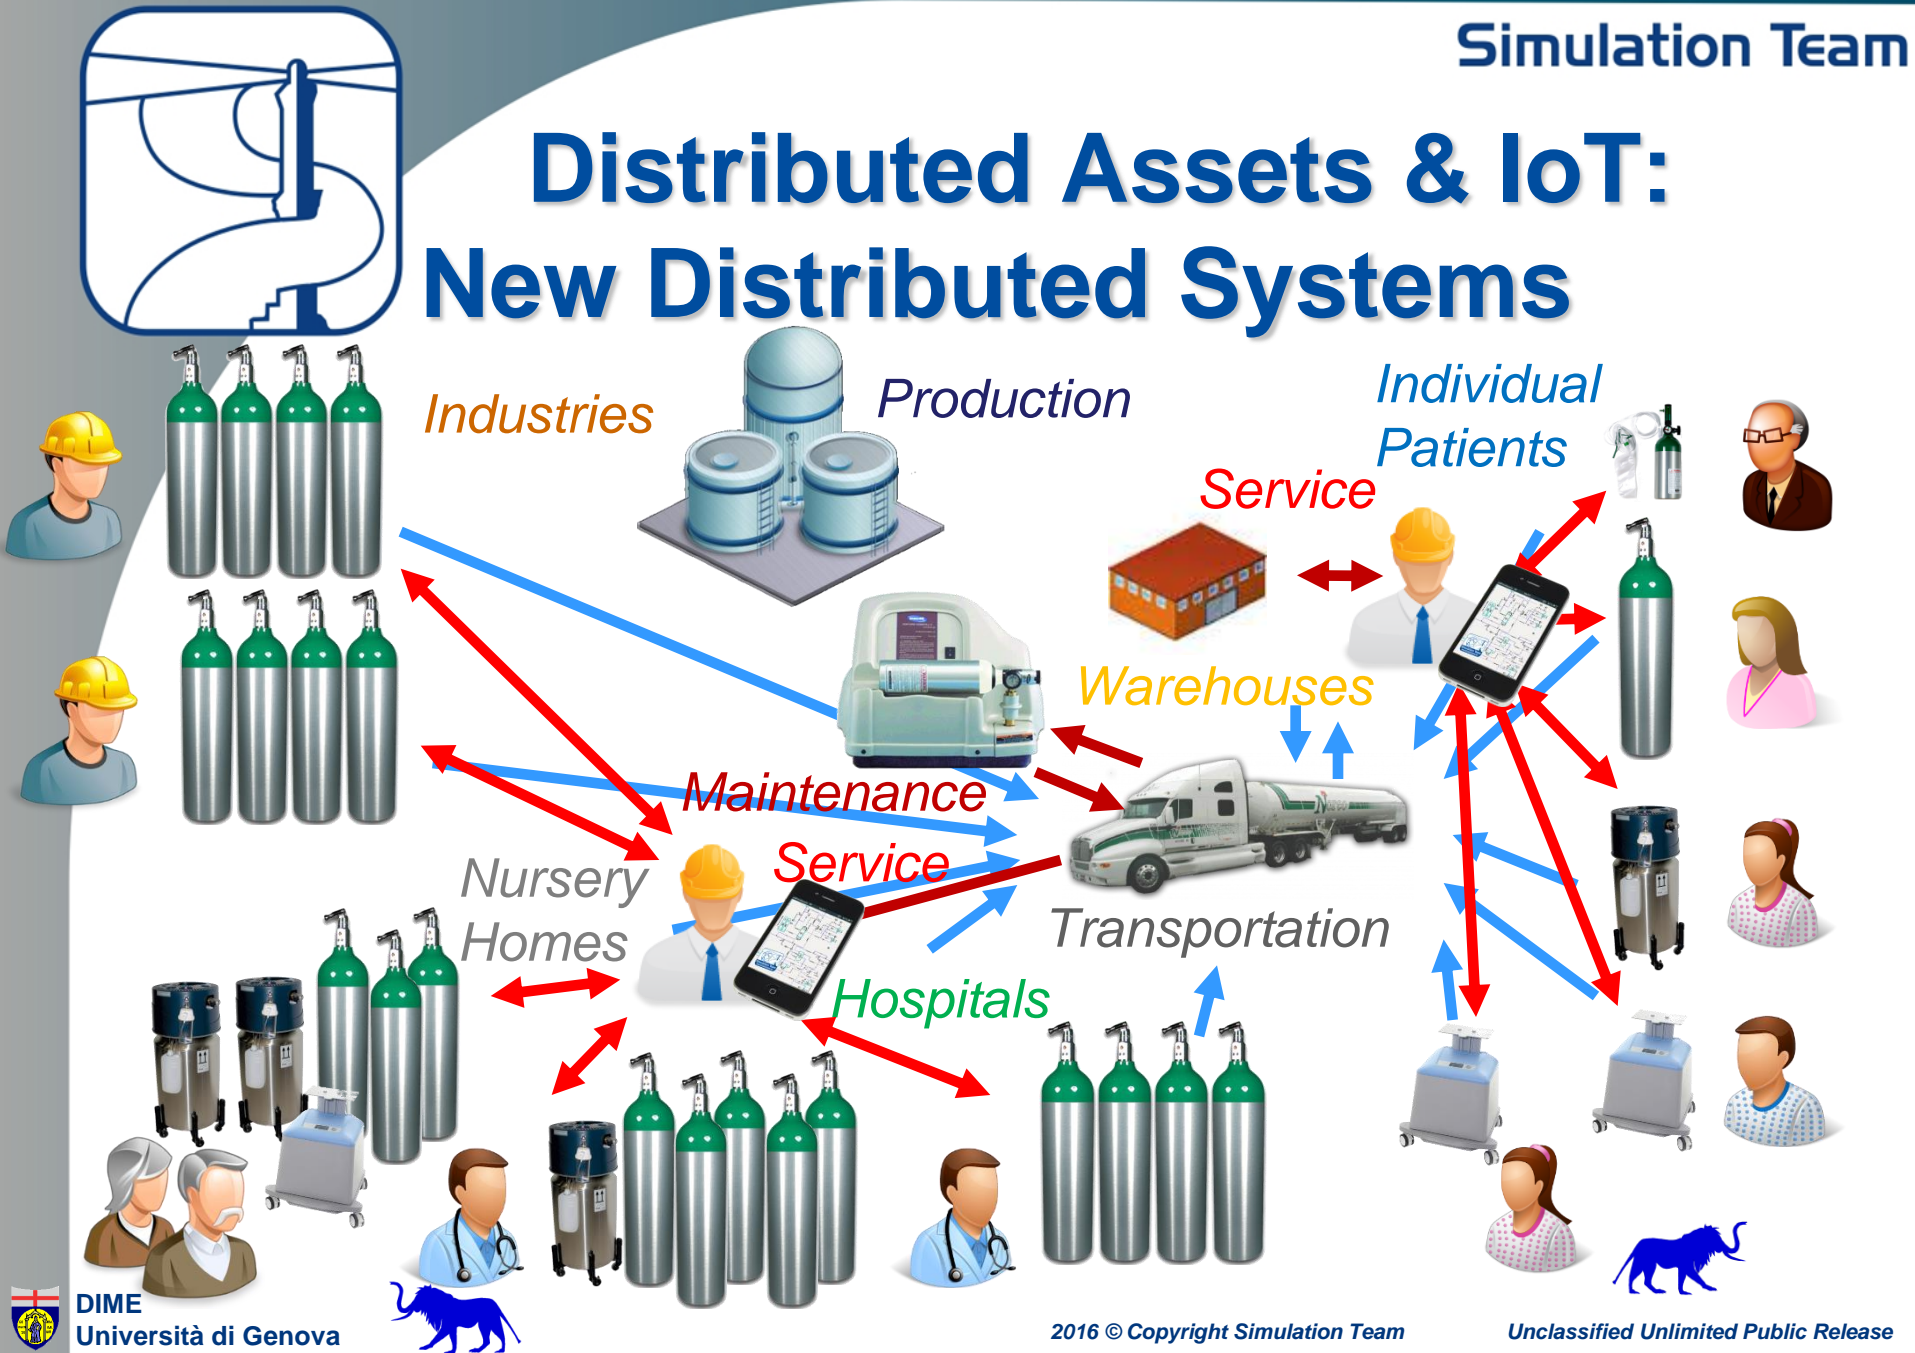 Simulation Team
Distributed Assets & IoT:
New Distributed Systems
Industries
Production
Individual
Patients
Service
Warehouses
Maintenance
Service
Nursery
Homes
Transportation
Hospitals
DIME
Università di Genova
2016 © Copyright Simulation Team
Unclassified Unlimited Public Release